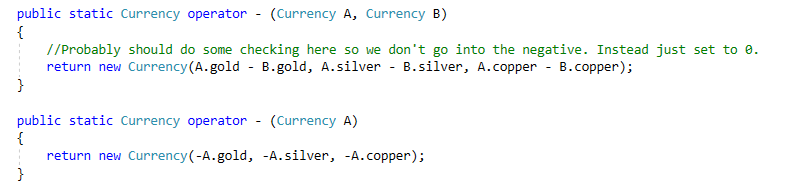 public static Currency operator - (Currency A, Currency B)
{
//Probably should do some checking here so we don't go into the negative. Instead just set to 0.
return new Currency(A.gold - B.gold, A.silver - B.silver, A.copper - B.copper);
}
public static Currency operator - (Currency A)
{
return new Currency(-A.gold, -A.silver, -A.copper);
}